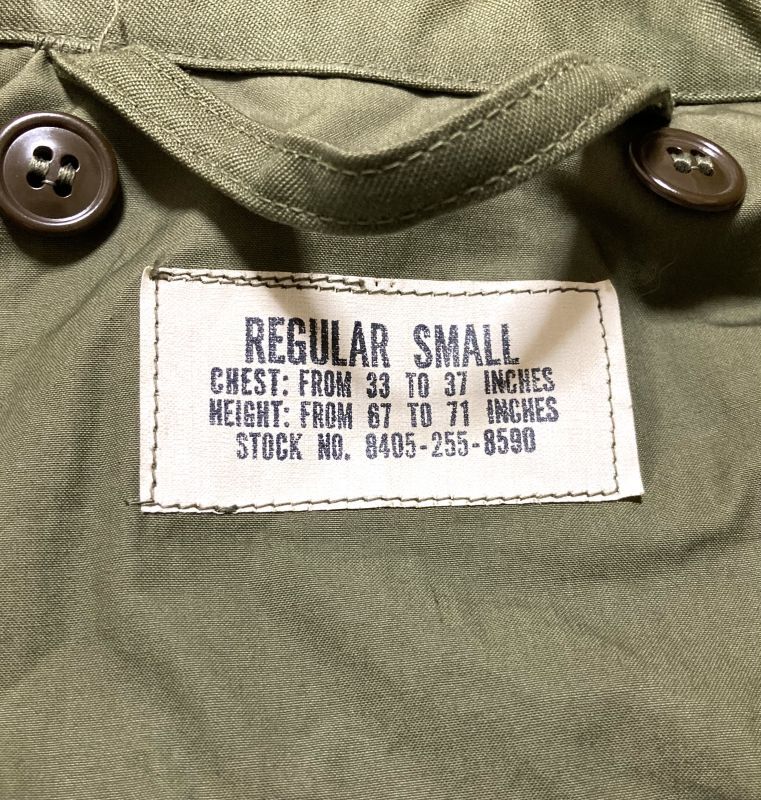 REGULAR SMALL
CHEST: FROM 33 TO 37 INCHES
HEIGHT: FROM 67 TO 71 INCHES
STOCK NO. 8405-255-8590